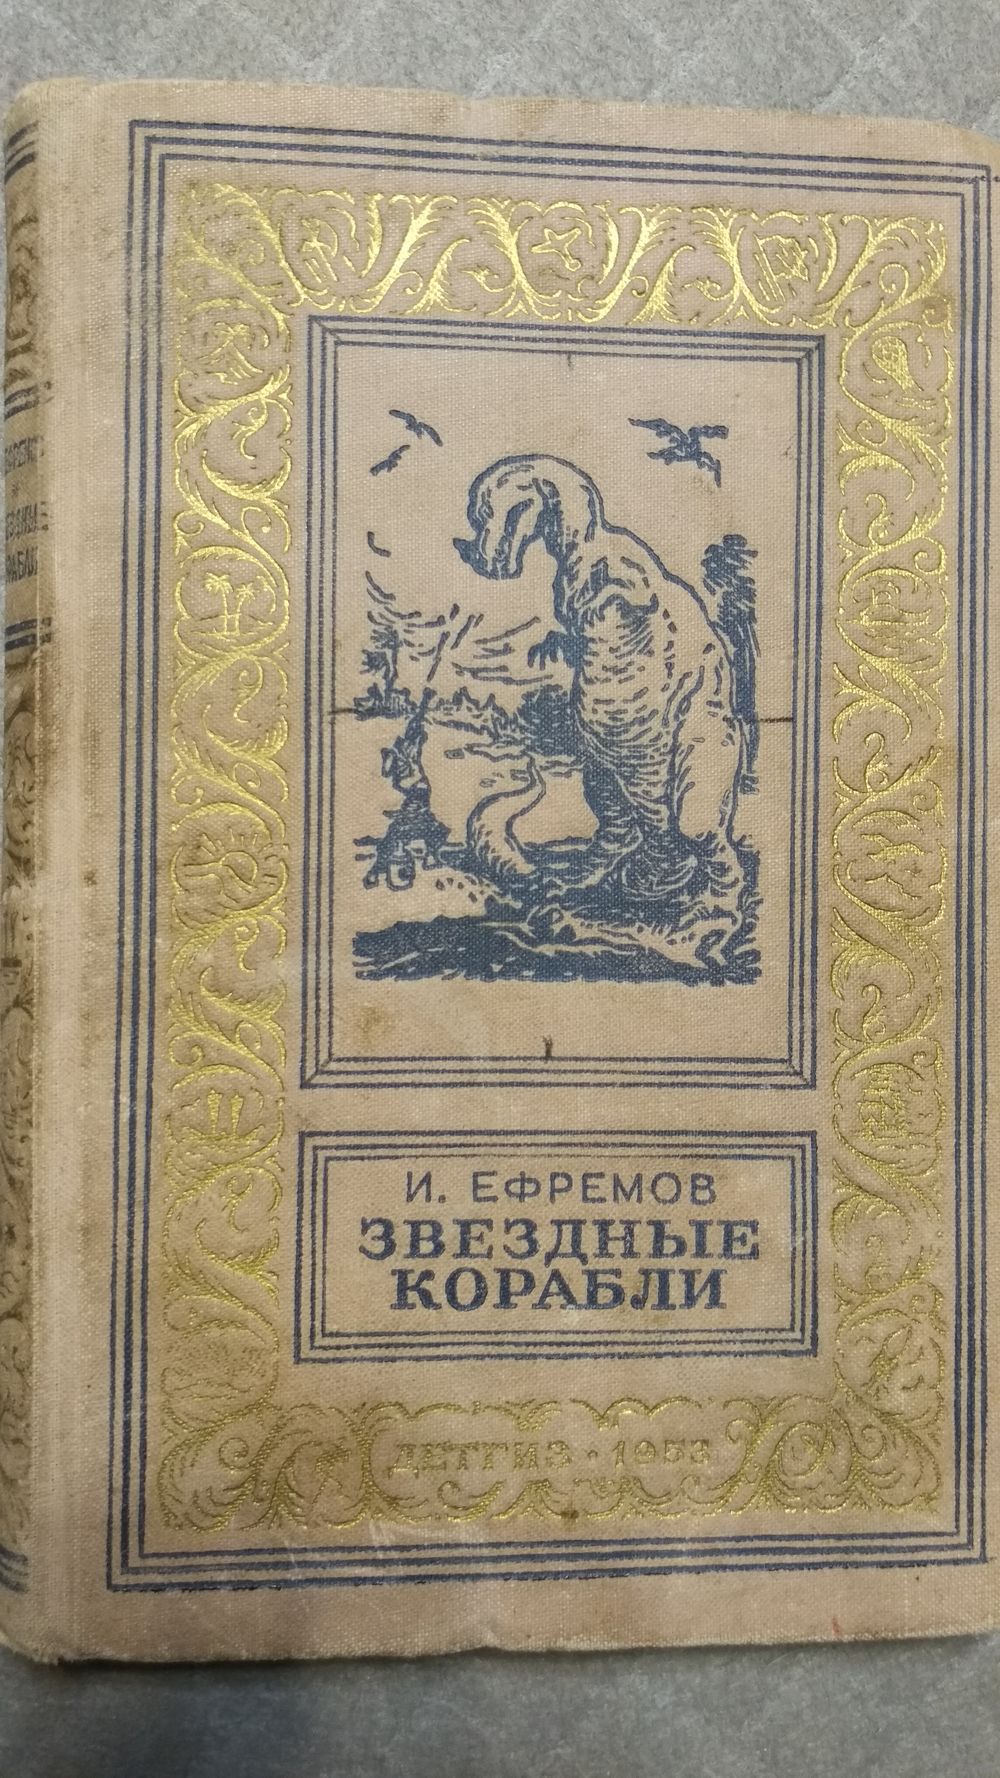 И. ЕФРЕМОВ
ЗВЕЗДНЫЕ
КОРАБЛИ
ДЕТГИЗ · 1953